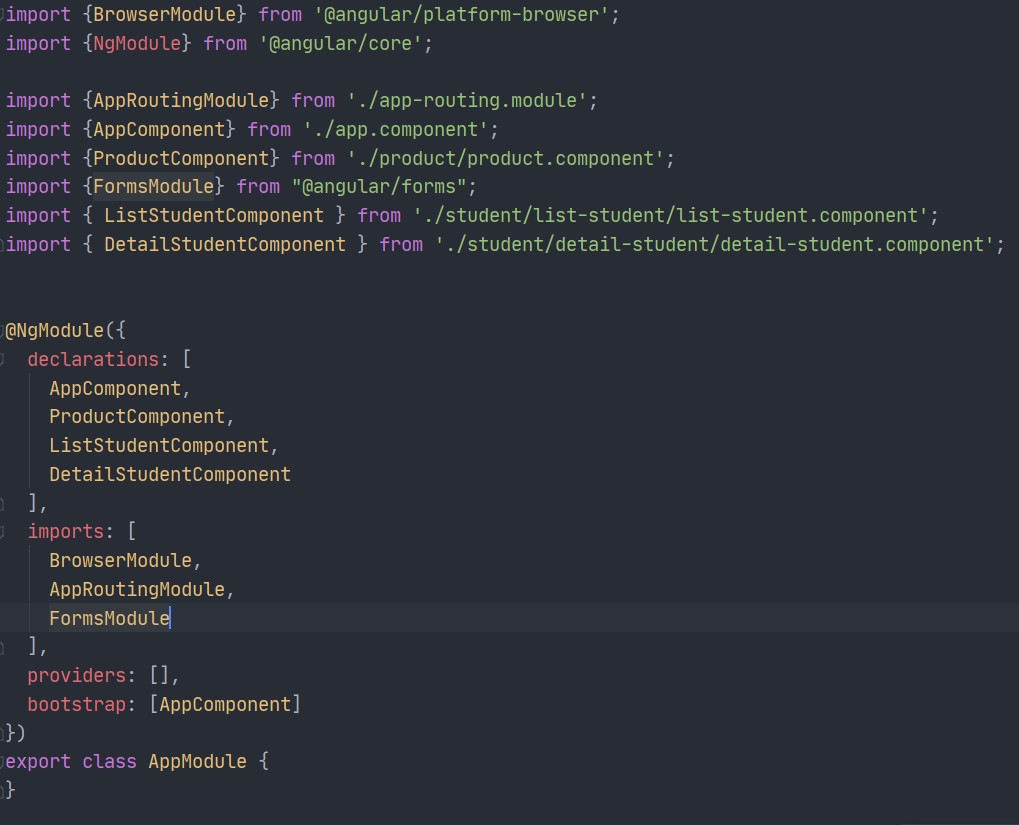 import {BrowserModule} from '@angular/platform-browser';
import {NgModule} from '@angular/core';
import {AppRoutingModule} from './app-routing.module';
import {AppComponent} from './app.component';
import {ProductComponent} from './product/product.component';
import {FormsModule} from "@angular/forms";
import { ListStudentComponent } from './student/list-student/list-student.component';
import { DetailStudentComponent } from './student/detail-student/detail-student.component';
@NgModule({
  declarations: [
    AppComponent,
    ProductComponent,
    ListStudentComponent,
    DetailStudentComponent
  ],
  imports: [
    BrowserModule,
    AppRoutingModule,
    FormsModule
  ],
  providers: [],
  bootstrap: [AppComponent]
})
export class AppModule {
}